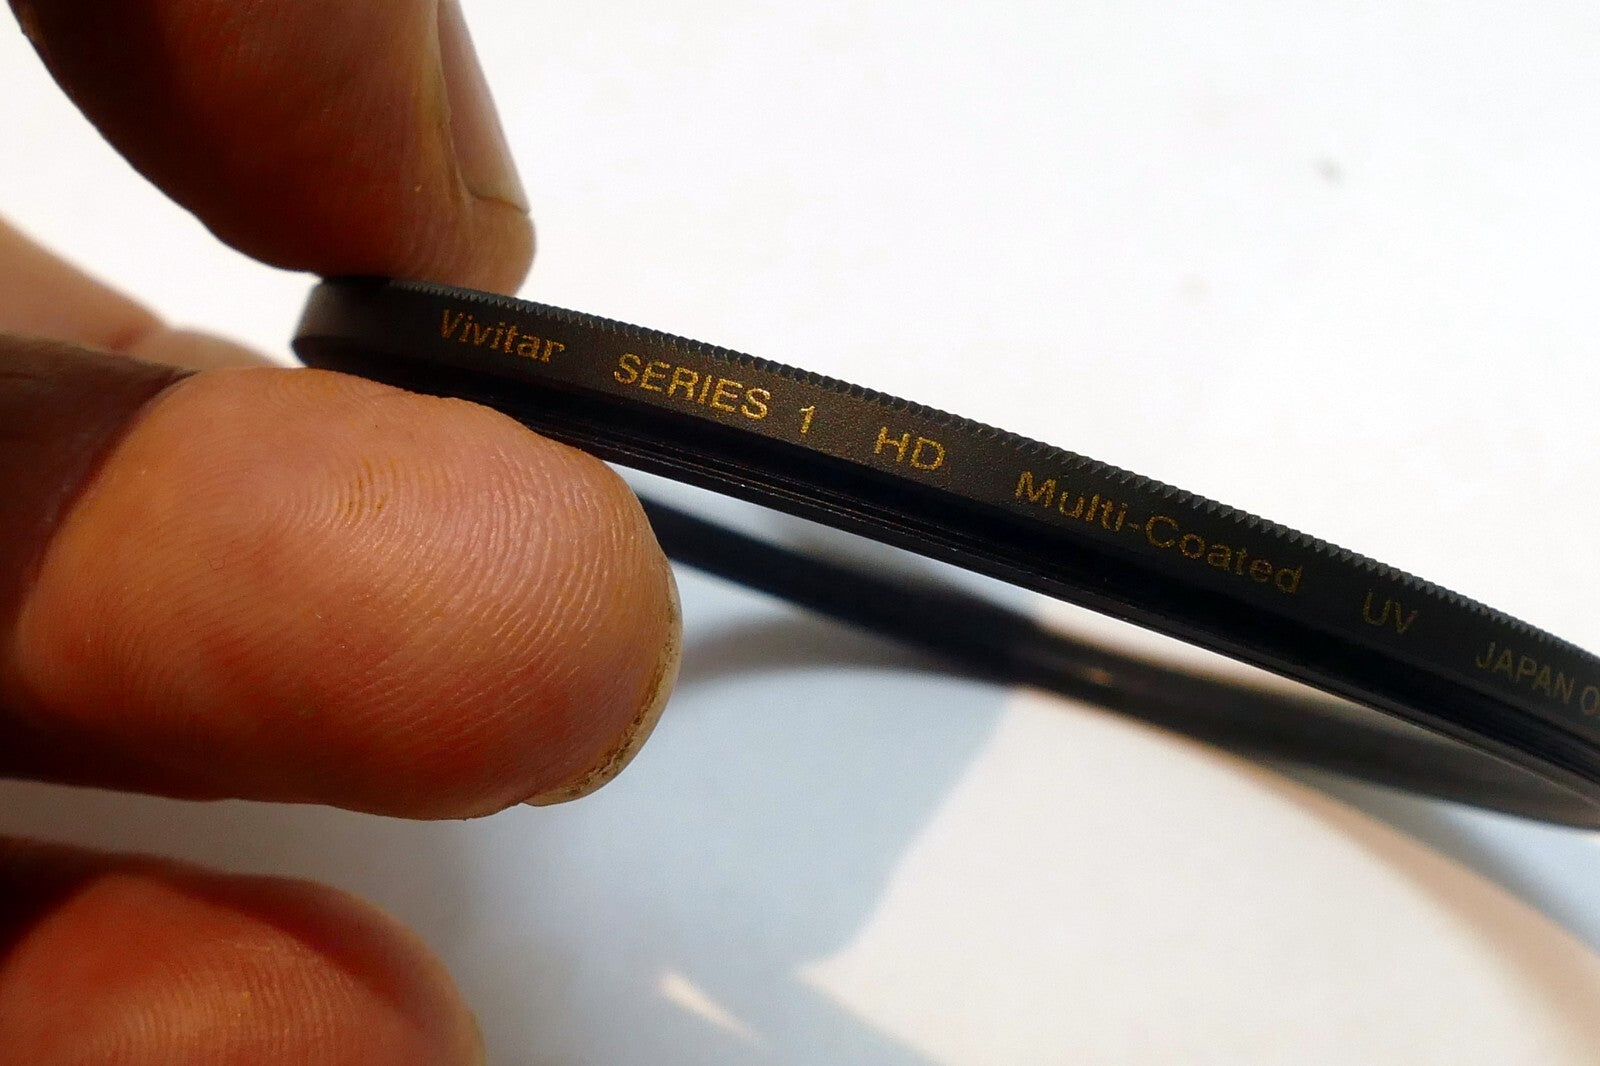 Vivitar SERIES 1 HD Multi-Coated UV JAPAN O